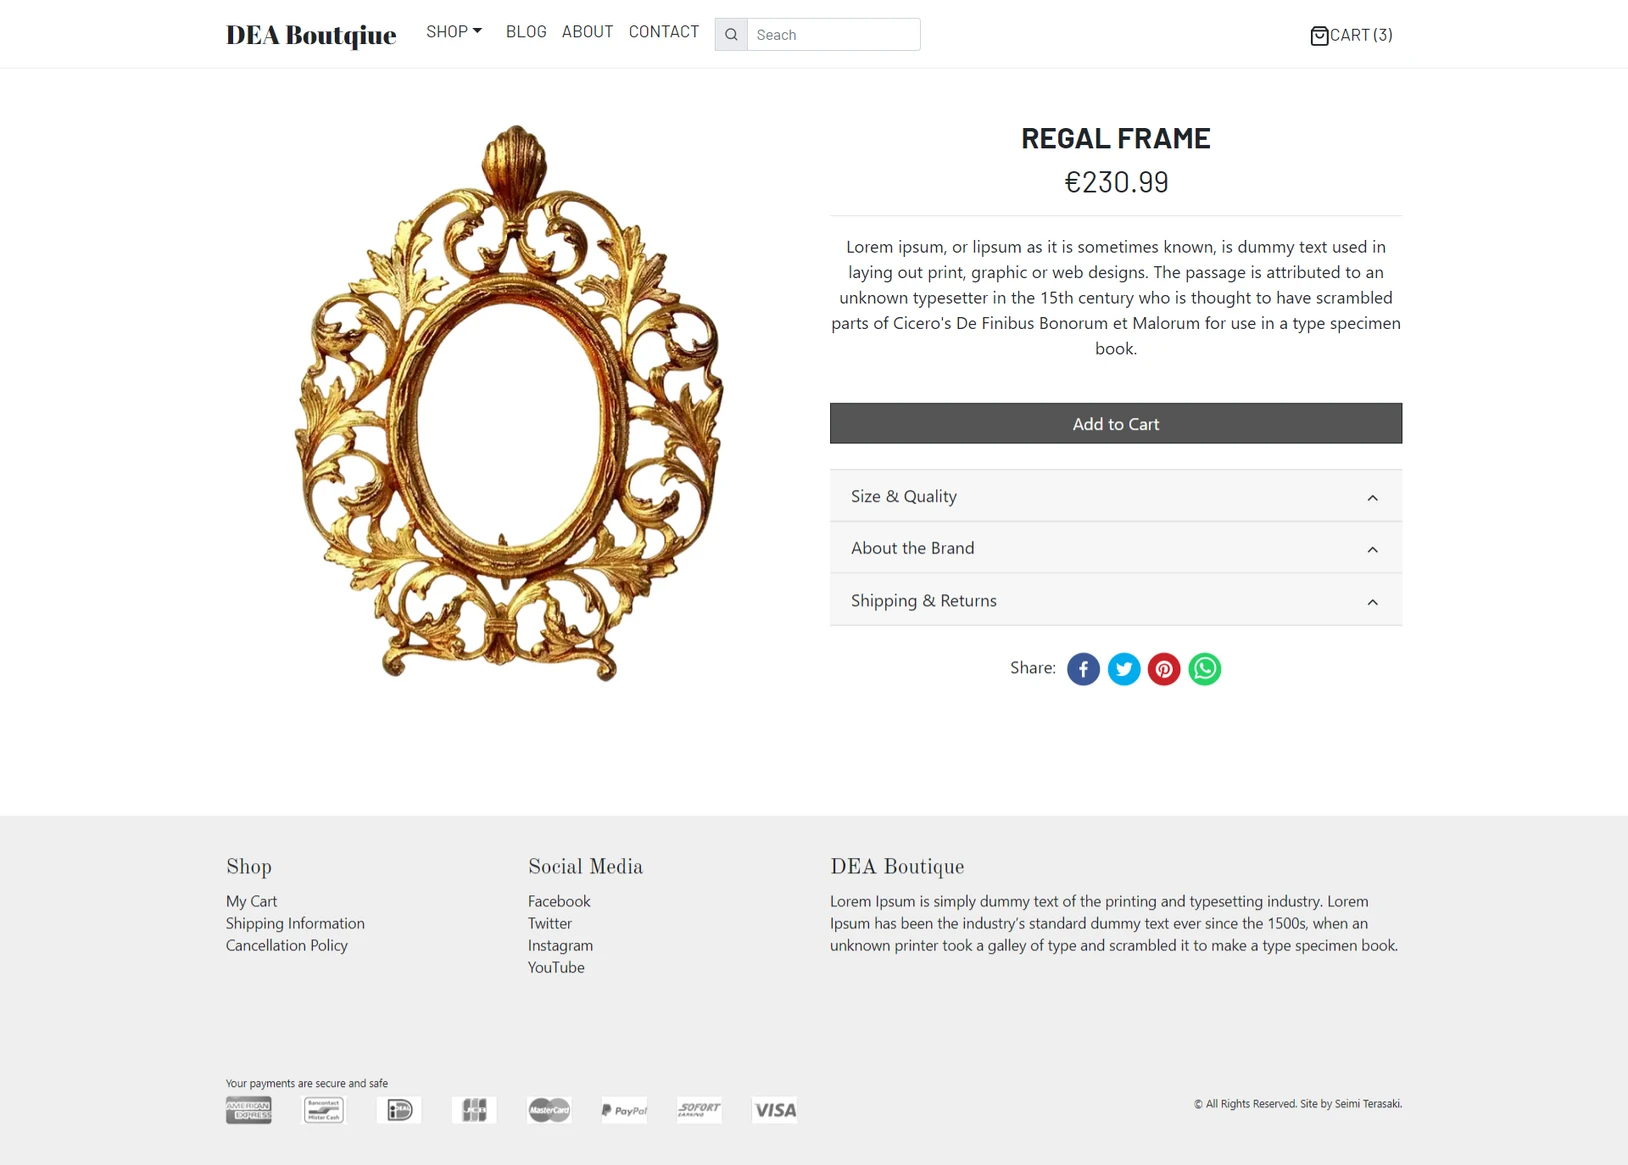 DEA Boutqiue SHOP BLOG ABOUT CONTACT Seach CART (3)
REGAL FRAME
€230.99
Lorem ipsum, or lipsum as it is sometimes known, is dummy text used in
laying out print, graphic or web designs. The passage is attributed to an
unknown typesetter in the 15th century who is thought to have scrambled
parts of Cicero's De Finibus Bonorum et Malorum for use in a type specimen
book.
Add to Cart
Size & Quality
About the Brand
Shipping & Returns
Share:
Shop
My Cart
Shipping Information
Cancellation Policy
Social Media
Facebook
Twitter
Instagram
YouTube
DEA Boutique
Lorem Ipsum is simply dummy text of the printing and typesetting industry. Lorem
Ipsum has been the industry’s standard dummy text ever since the 1500s, when an
unknown printer took a galley of type and scrambled it to make a type specimen book.
Your payments are secure and safe
AMERICAN EXPRESS
Bancontact
Mister Cash
iDEAL
JCB
MasterCard
PayPal
SOFORT
BANKING
VISA
© All Rights Reserved. Site by Seimi Terasaki.